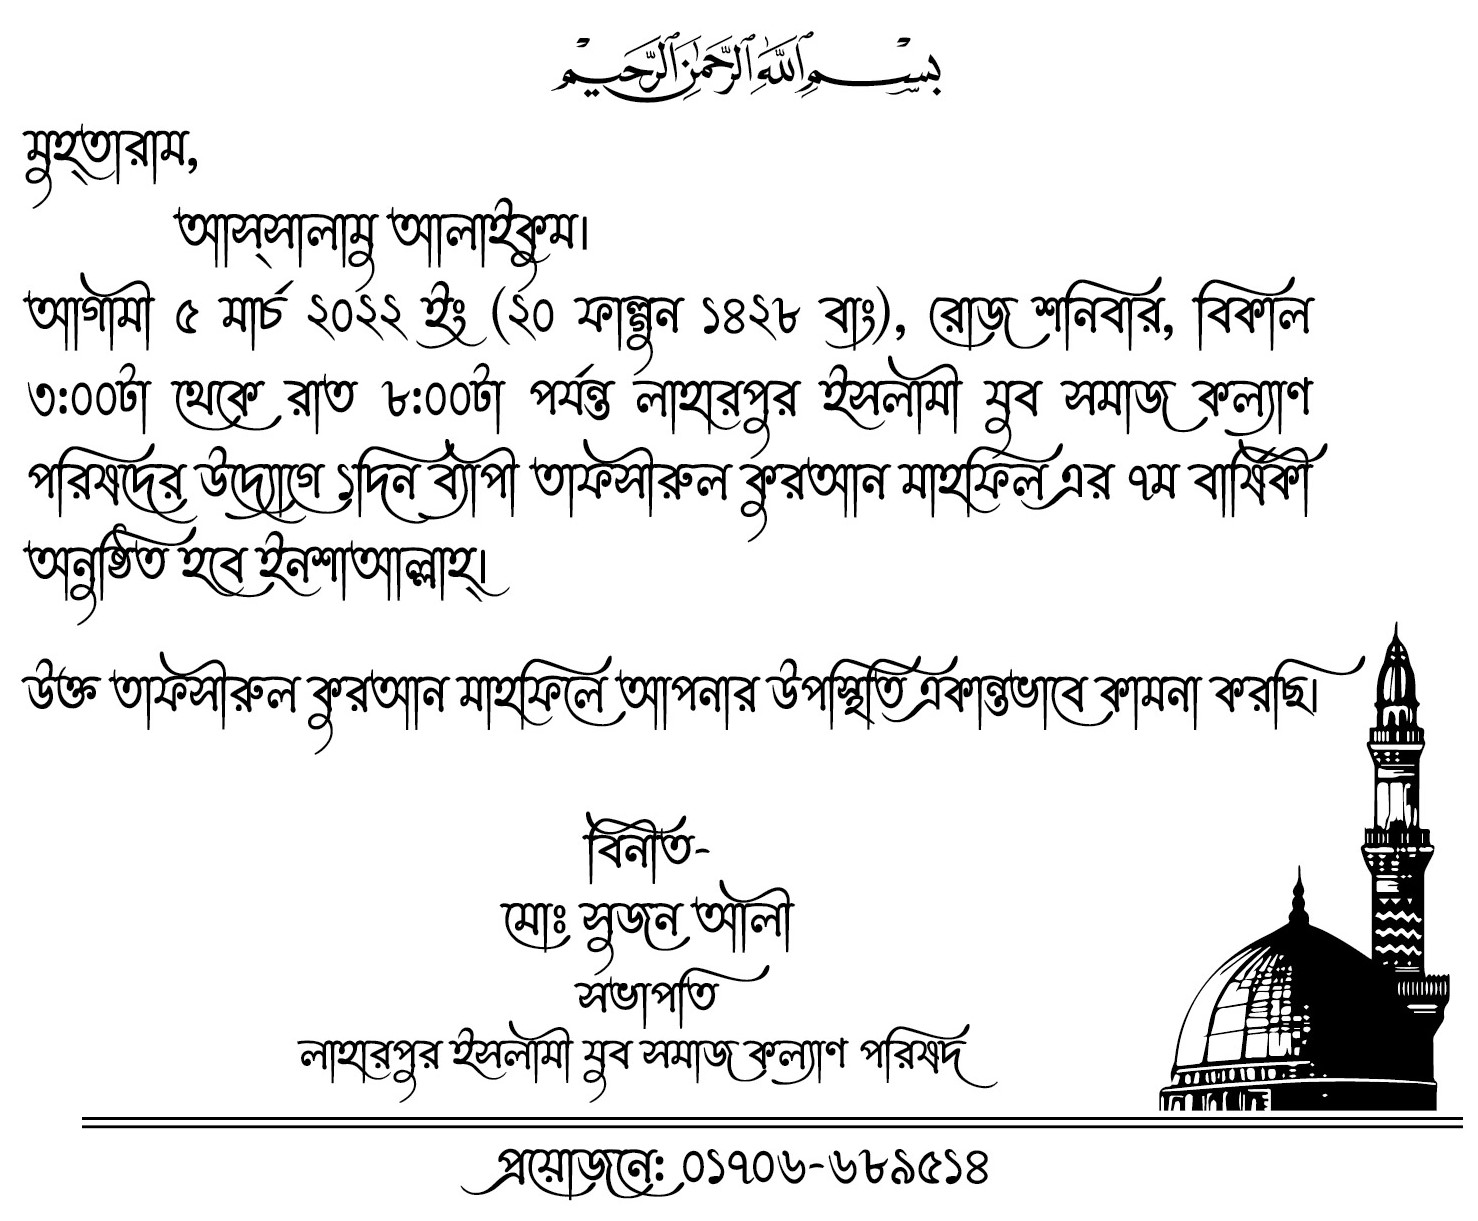 بسم الله الرحمن الرحيم
মুহ্তারাম,
আস্সালামু আলাইকুম।
আগামী ৫ মার্চ ২০২২ ইং (২০ ফাল্গুন ১৪২৮ বাং), রোজ শনিবার, বিকাল
৩:০০টা থেকে রাত ৮:০০টা পর্যন্ত লাহারপুর ইসলামী যুব সমাজ কল্যাণ
পরিষদের উদ্যোগে ১দিন ব্যাপী তাফসীরুল কুরআন মাহফিল এর ৭ম বার্ষিকী
অনুষ্ঠিত হবে ইনশাআল্লাহ্।
উক্ত তাফসীরুল কুরআন মাহফিলে আপনার উপস্থিতি একান্তভাবে কামনা করছি।
বিনীত-
মোঃ সুজন আলী
সভাপতি
লাহারপুর ইসলামী যুব সমাজ কল্যাণ পরিষদ
প্রয়োজনে: ০১৭০৬-৬৮৯৫১৪